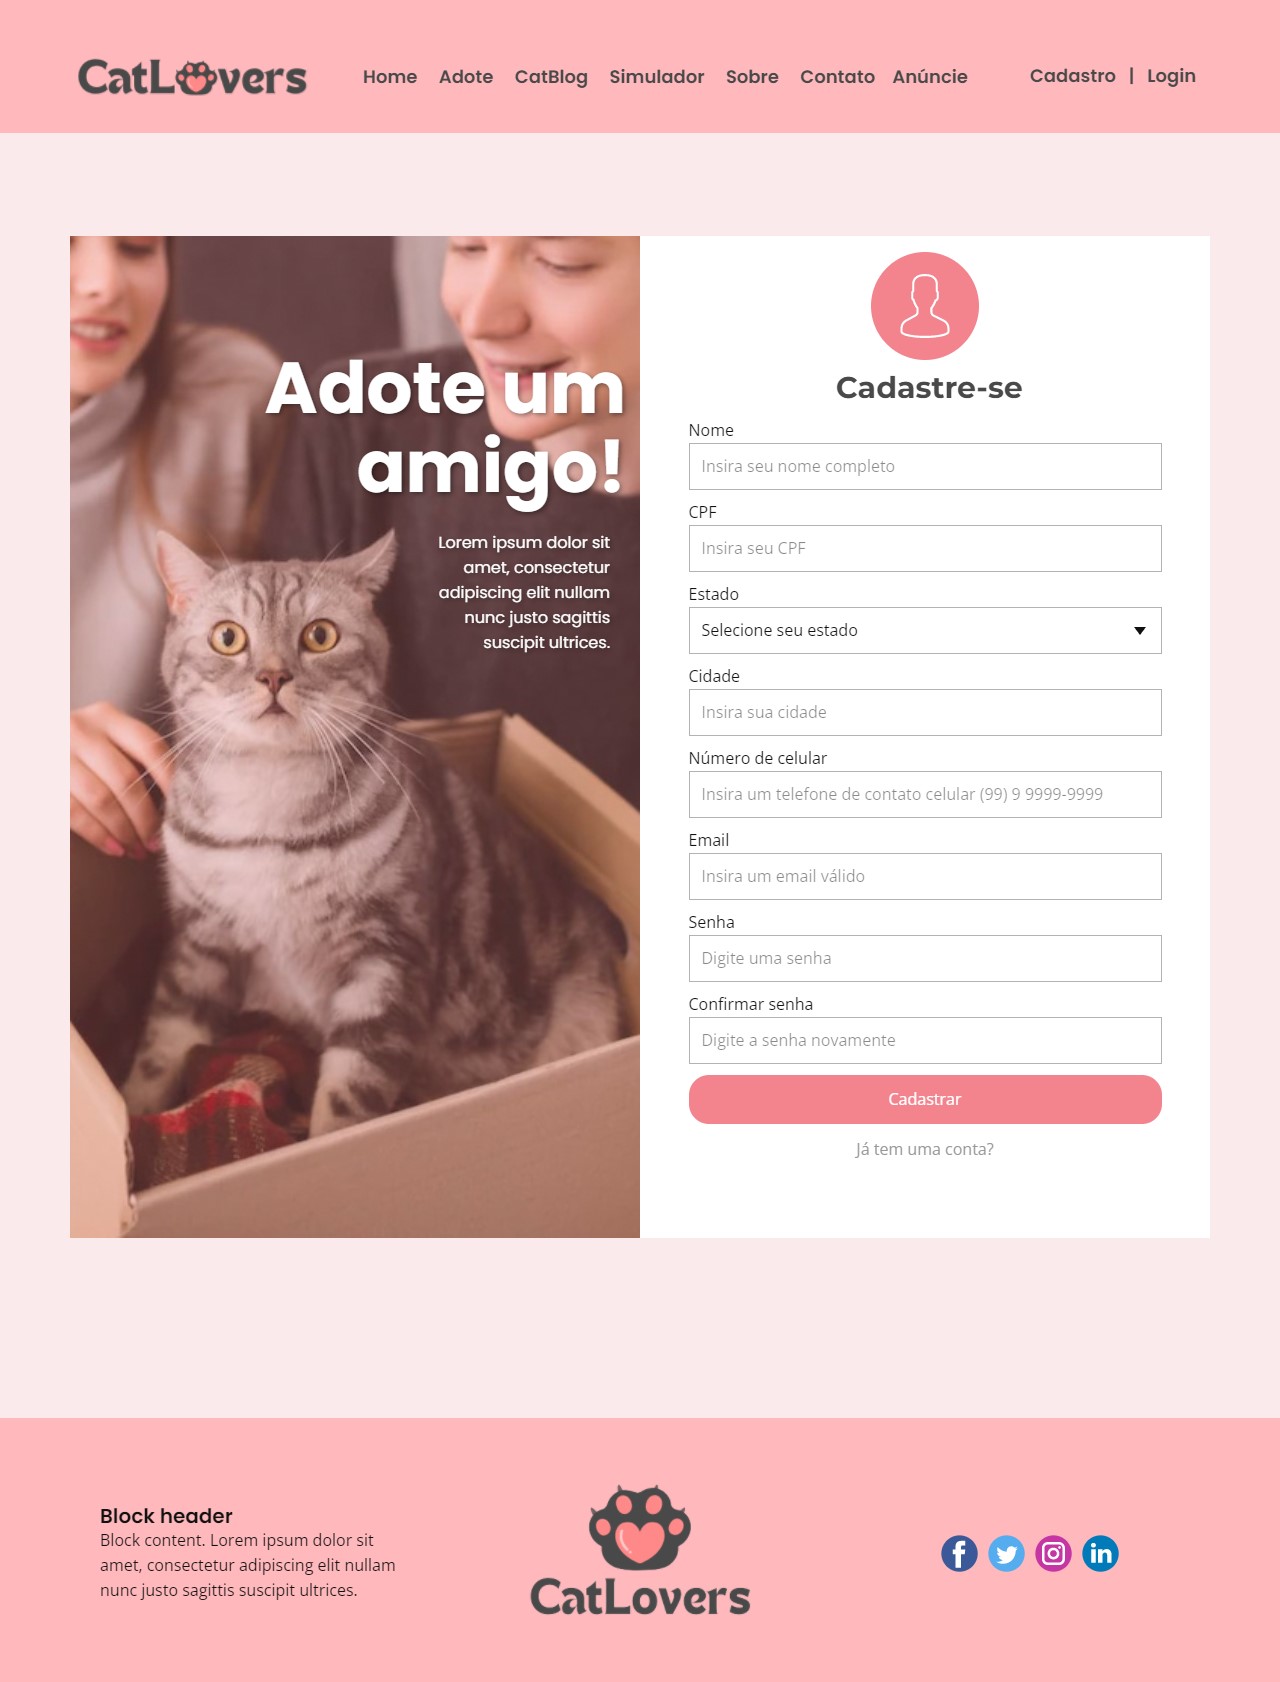 CatLovers
Home Adote CatBlog Simulador Sobre Contato Anúncie Cadastro | Login
Adote um
amigo!
Lorem ipsum dolor sit
amet, consectetur
adipiscing elit nullam
nunc justo sagittis
suscipit ultrices.
Cadastre-se
Nome
Insira seu nome completo
CPF
Insira seu CPF
Estado
Selecione seu estado
Cidade
Insira sua cidade
Número de celular
Insira um telefone de contato celular (99) 9 9999-9999
Email
Insira um email válido
Senha
Digite uma senha
Confirmar senha
Digite a senha novamente
Cadastrar
Já tem uma conta?
Block header
Block content. Lorem ipsum dolor sit
amet, consectetur adipiscing elit nullam
nunc justo sagittis suscipit ultrices.
CatLovers